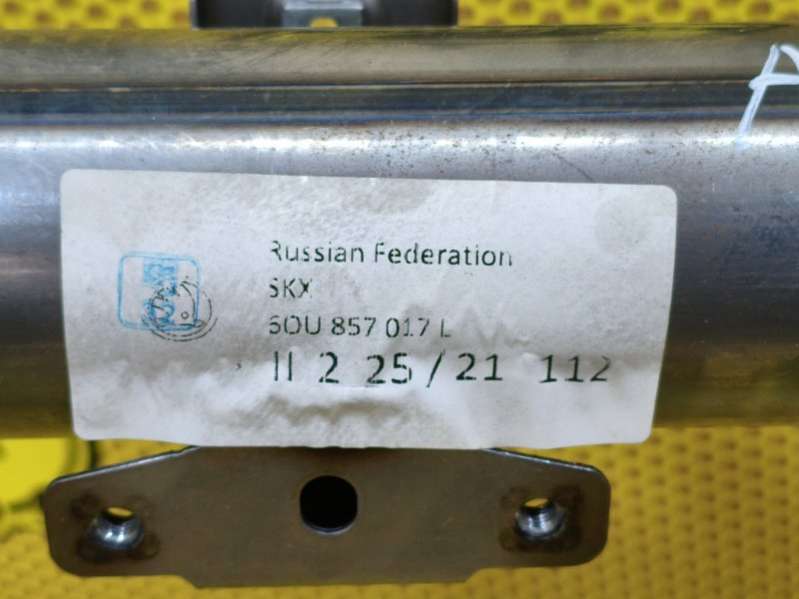 Russian Federation
SKX
6OU 857 017 L
II 2 25/21 112